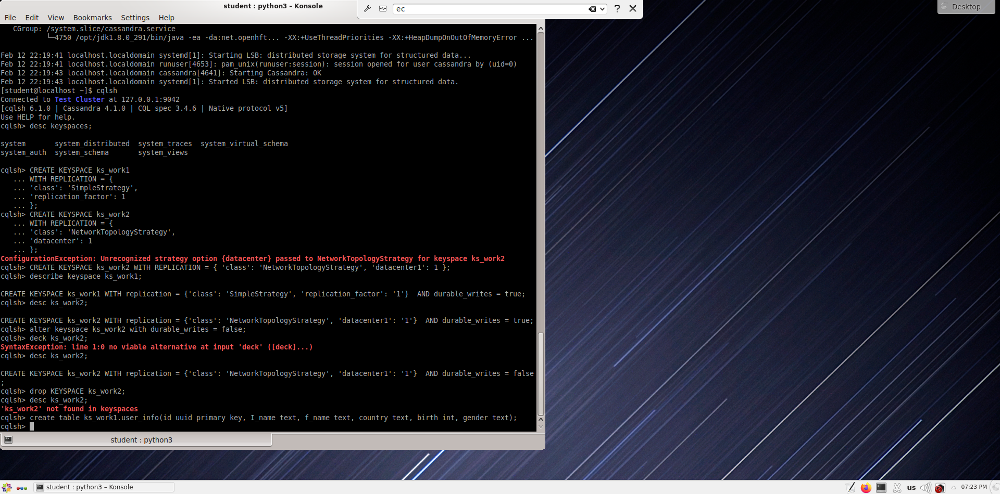 student : python3 – Konsole
ec
?
Desktop
File Edit View Bookmarks Settings Help
CGroup: /system.slice/cassandra.service
└─4750 /opt/jdk1.8.0_291/bin/java -ea -da:net.openhft... -XX:+UseThreadPriorities -XX:+HeapDumpOnOutOfMemoryError ...
Feb 12 22:19:41 localhost.localdomain systemd[1]: Starting LSB: distributed storage system for structured data...
Feb 12 22:19:41 localhost.localdomain runuser[4653]: pam_unix(runuser:session): session opened for user cassandra by (uid=0)
Feb 12 22:19:43 localhost.localdomain cassandra[4641]: Starting Cassandra: OK
Feb 12 22:19:43 localhost.localdomain systemd[1]: Started LSB: distributed storage system for structured data.
[student@localhost ~]$ cqlsh
Connected to Test Cluster at 127.0.0.1:9042
[cqlsh 6.1.0 | Cassandra 4.1.0 | CQL spec 3.4.6 | Native protocol v5]
Use HELP for help.
cqlsh> desc keyspaces;
system system_distributed system_traces system_virtual_schema
system_auth system_schema system_views
cqlsh> CREATE KEYSPACE ks_work1
... WITH REPLICATION = {
... 'class': 'SimpleStrategy',
... 'replication_factor': 1
... };
cqlsh> CREATE KEYSPACE ks_work2
... WITH REPLICATION = {
... 'class': 'NetworkTopologyStrategy',
... 'datacenter': 1
... };
ConfigurationException: Unrecognized strategy option {datacenter} passed to NetworkTopologyStrategy for keyspace ks_work2
cqlsh> CREATE KEYSPACE ks_work2 WITH REPLICATION = { 'class': 'NetworkTopologyStrategy', 'datacenter1': 1 };
cqlsh> describe keyspace ks_work1;
CREATE KEYSPACE ks_work1 WITH replication = {'class': 'SimpleStrategy', 'replication_factor': '1'} AND durable_writes = true;
cqlsh> desc ks_work2;
CREATE KEYSPACE ks_work2 WITH replication = {'class': 'NetworkTopologyStrategy', 'datacenter1': '1'} AND durable_writes = true;
cqlsh> alter keyspace ks_work2 with durable_writes = false;
cqlsh> deck ks_work2;
SyntaxException: line 1:0 no viable alternative at input 'deck' ([deck]...)
cqlsh> desc ks_work2;
CREATE KEYSPACE ks_work2 WITH replication = {'class': 'NetworkTopologyStrategy', 'datacenter1': '1'} AND durable_writes = false
;
cqlsh> drop KEYSPACE ks_work2;
cqlsh> desc ks_work2;
'ks_work2' not found in keyspaces
cqlsh> create table ks_work1.user_info(id uuid primary key, I_name text, f_name text, country text, birth int, gender text);
cqlsh>
student : python3
student : python3 – Konsole
us
07:23 PM